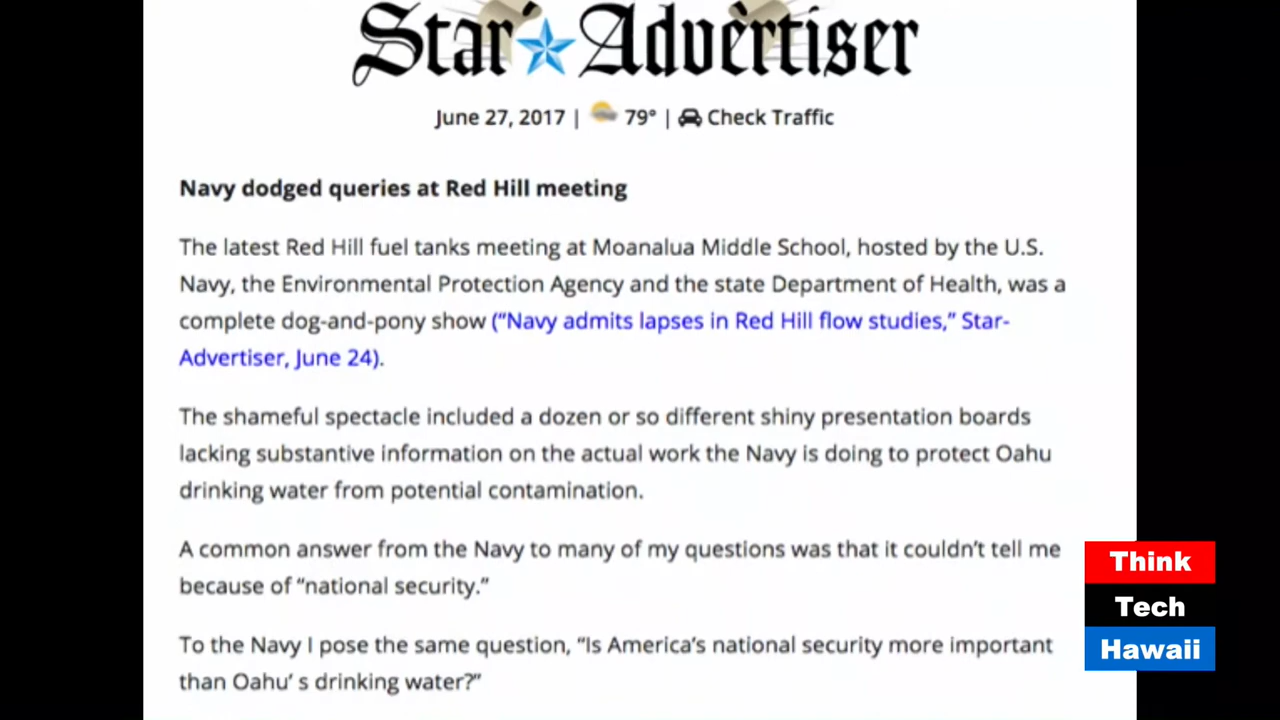 Star Advertiser
June 27, 2017 | 79° | Check Traffic
Navy dodged queries at Red Hill meeting
The latest Red Hill fuel tanks meeting at Moanalua Middle School, hosted by the U.S.
Navy, the Environmental Protection Agency and the state Department of Health, was a
complete dog-and-pony show (“Navy admits lapses in Red Hill flow studies,” Star-
Advertiser, June 24).
The shameful spectacle included a dozen or so different shiny presentation boards
lacking substantive information on the actual work the Navy is doing to protect Oahu
drinking water from potential contamination.
A common answer from the Navy to many of my questions was that it couldn’t tell me
because of “national security.”
To the Navy I pose the same question, “Is America’s national security more important
than Oahu’ s drinking water?”
Think
Tech
Hawaii